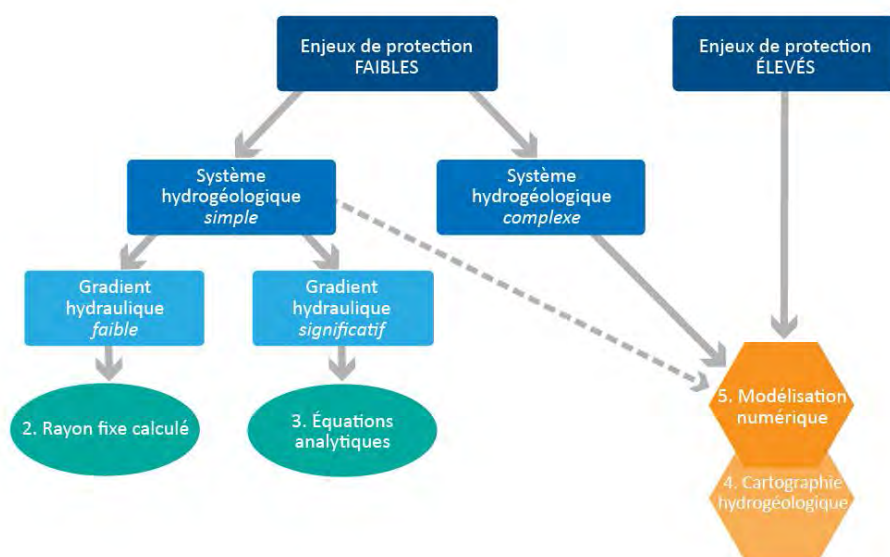 Enjeux de protection
FAIBLES
Enjeux de protection
ÉLEVÉS
Système
hydrogéologique
simple
Système
hydrogéologique
complexe
Gradient
hydraulique
faible
Gradient
hydraulique
significatif
2. Rayon fixe calculé
3. Équations
analytiques
5. Modélisation
numérique
4. Cartographie
hydrogéologique